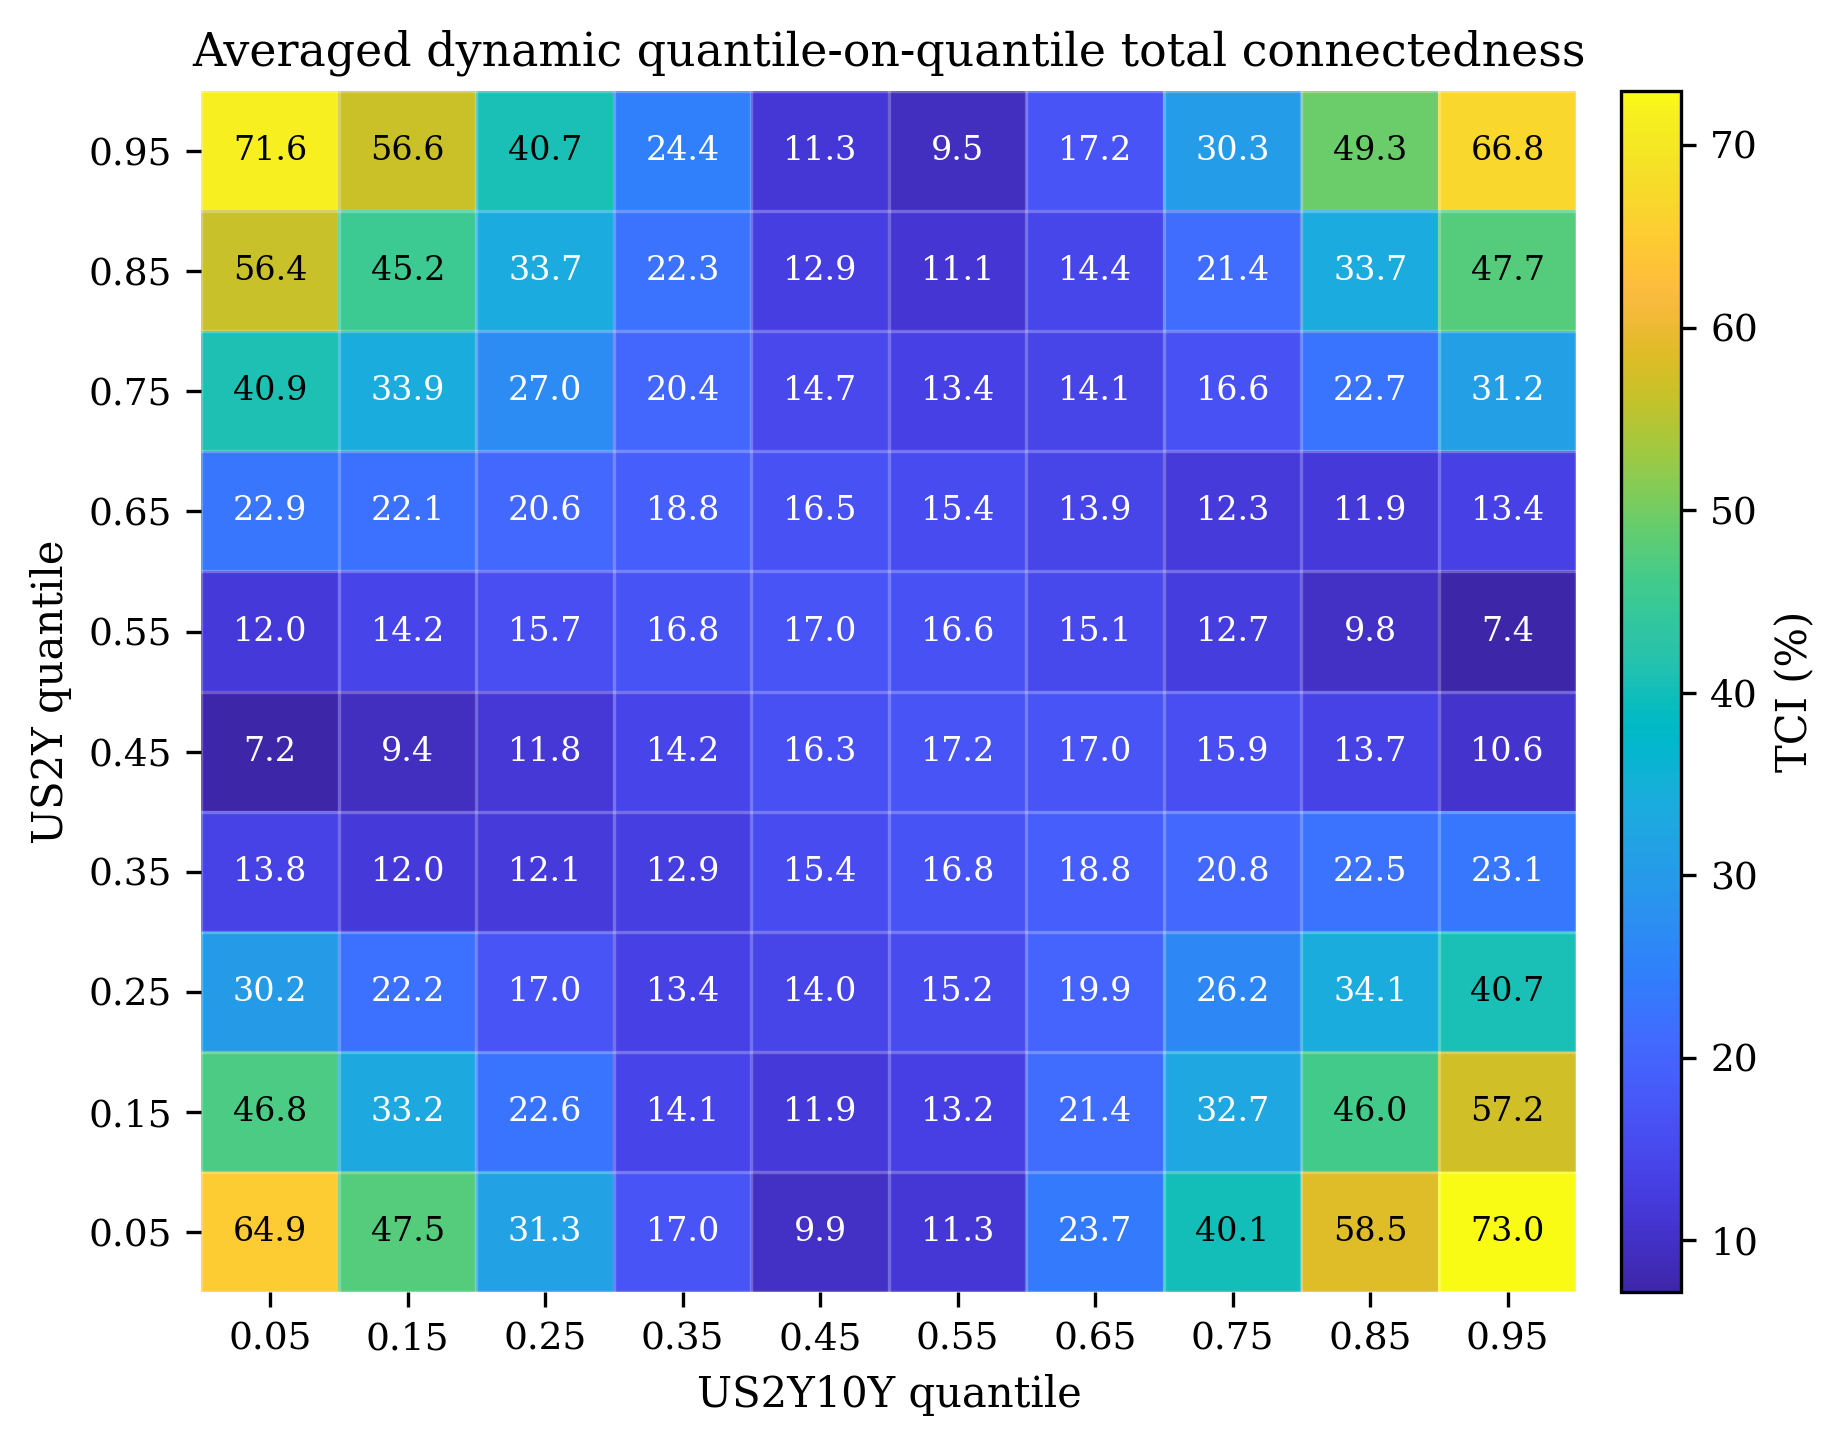 Averaged dynamic quantile-on-quantile total connectedness
0.95 71.6 56.6 40.7 24.4 11.3 9.5 17.2 30.3 49.3 66.8
0.85 56.4 45.2 33.7 22.3 12.9 11.1 14.4 21.4 33.7 47.7
0.75 40.9 33.9 27.0 20.4 14.7 13.4 14.1 16.6 22.7 31.2
0.65 22.9 22.1 20.6 18.8 16.5 15.4 13.9 12.3 11.9 13.4
0.55 12.0 14.2 15.7 16.8 17.0 16.6 15.1 12.7 9.8 7.4
0.45 7.2 9.4 11.8 14.2 16.3 17.2 17.0 15.9 13.7 10.6
0.35 13.8 12.0 12.1 12.9 15.4 16.8 18.8 20.8 22.5 23.1
0.25 30.2 22.2 17.0 13.4 14.0 15.2 19.9 26.2 34.1 40.7
0.15 46.8 33.2 22.6 14.1 11.9 13.2 21.4 32.7 46.0 57.2
0.05 64.9 47.5 31.3 17.0 9.9 11.3 23.7 40.1 58.5 73.0
0.05 0.15 0.25 0.35 0.45 0.55 0.65 0.75 0.85 0.95
US2Y10Y quantile
US2Y quantile
70
60
50
40
30
20
10
TCI (%)